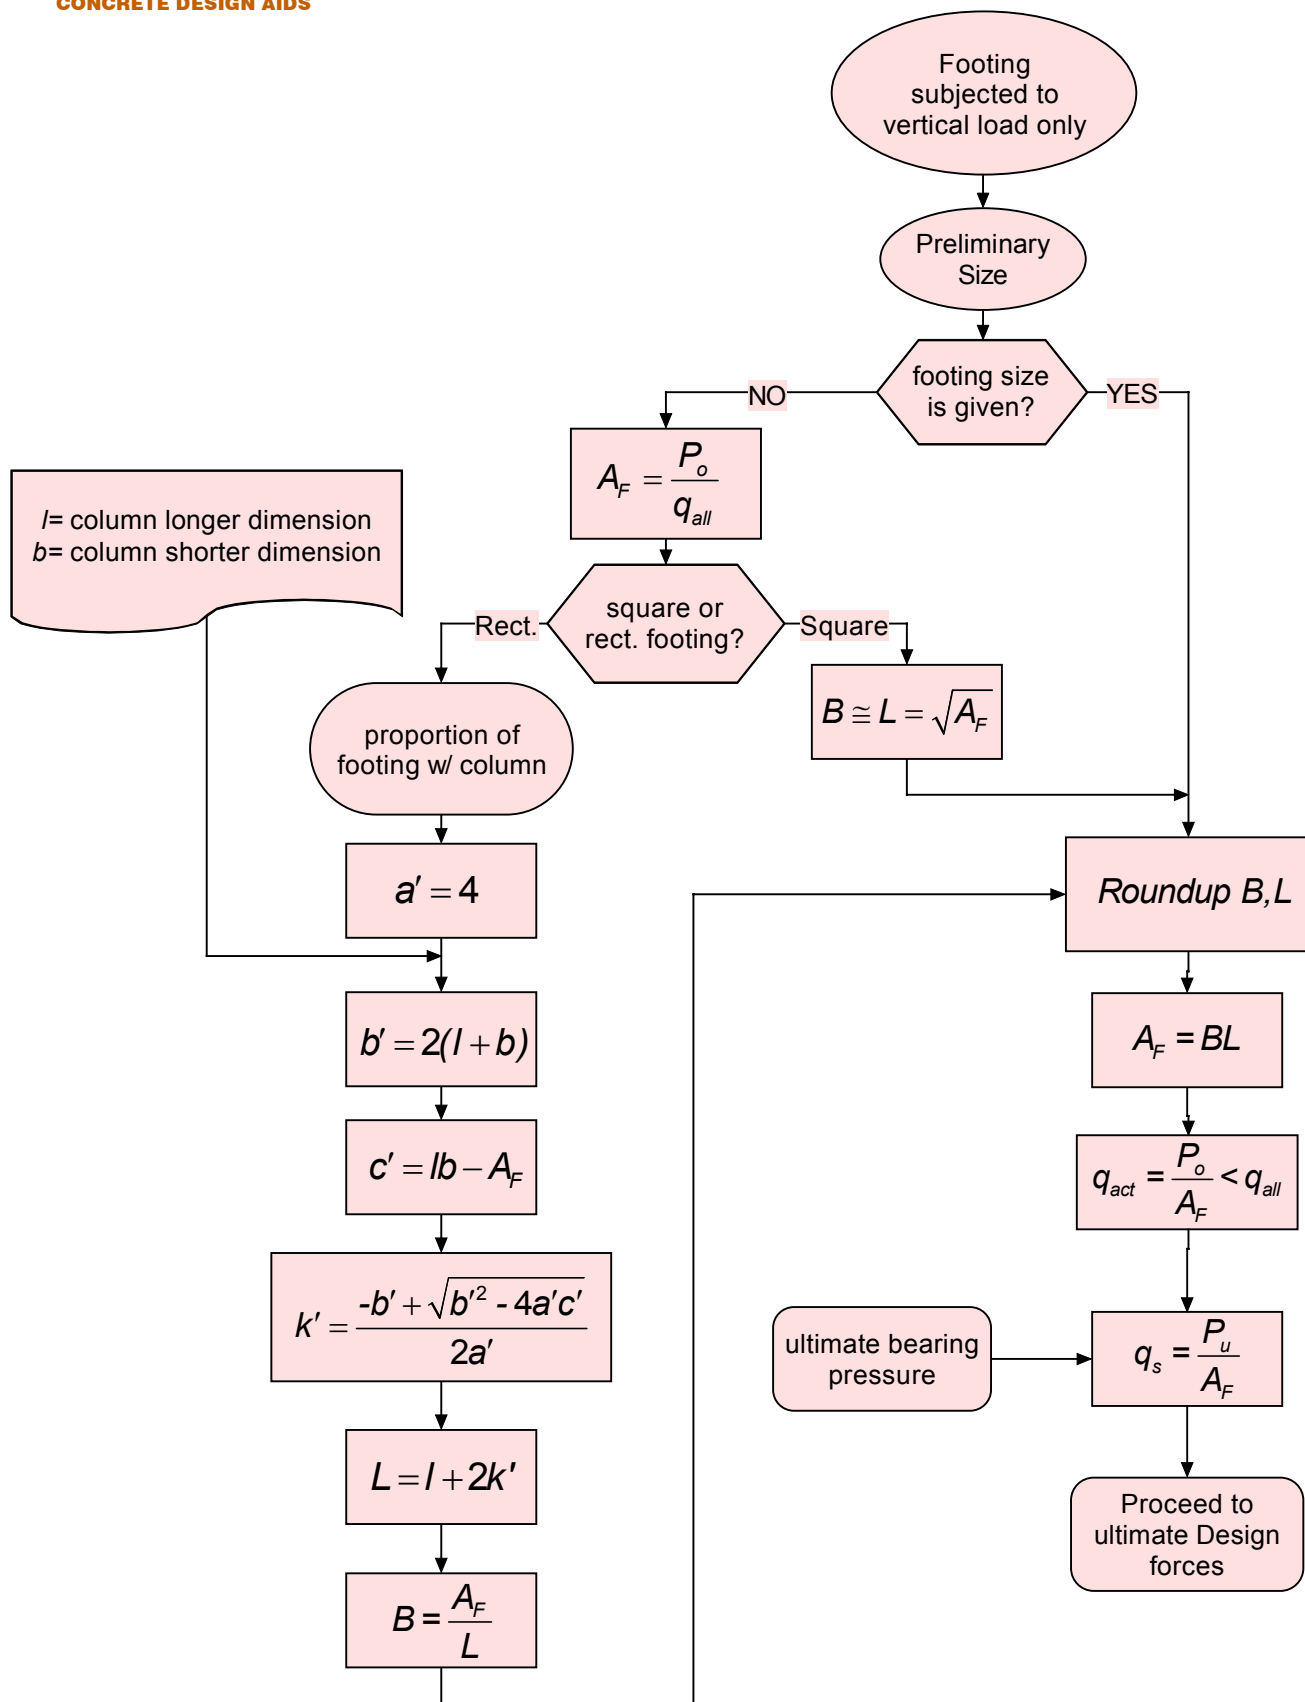 CONCRETE DESIGN AIDS
Footing
subjected to
vertical load only
Preliminary
Size
footing size
is given?
NO
YES
A_F = P_o / q_all
l= column longer dimension
b= column shorter dimension
square or
rect. footing?
Rect.
Square
B ≅ L = √A_F
proportion of
footing w/ column
a′ = 4
Roundup B,L
b′ = 2(l + b)
A_F = BL
c′ = lb − A_F
q_act = P_o / A_F < q_all
k′ = (-b′ + √(b′² - 4a′c′)) / 2a′
ultimate bearing
pressure
q_s = P_u / A_F
L = l + 2k'
Proceed to
ultimate Design
forces
B = A_F / L